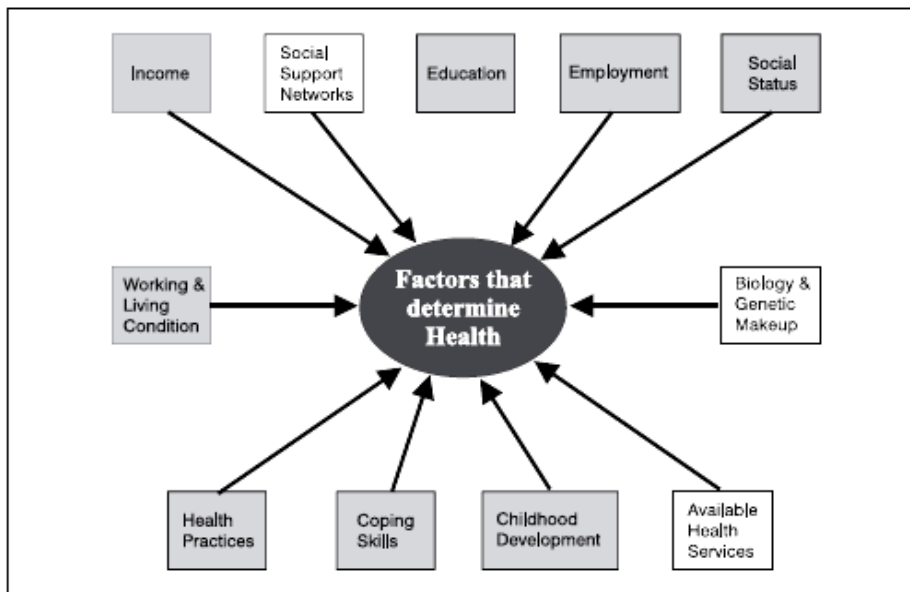 Income
Social
Support
Networks
Education
Employment
Social
Status
Working &
Living
Condition
Factors that
determine
Health
Biology &
Genetic
Makeup
Health
Practices
Coping
Skills
Childhood
Development
Available
Health
Services